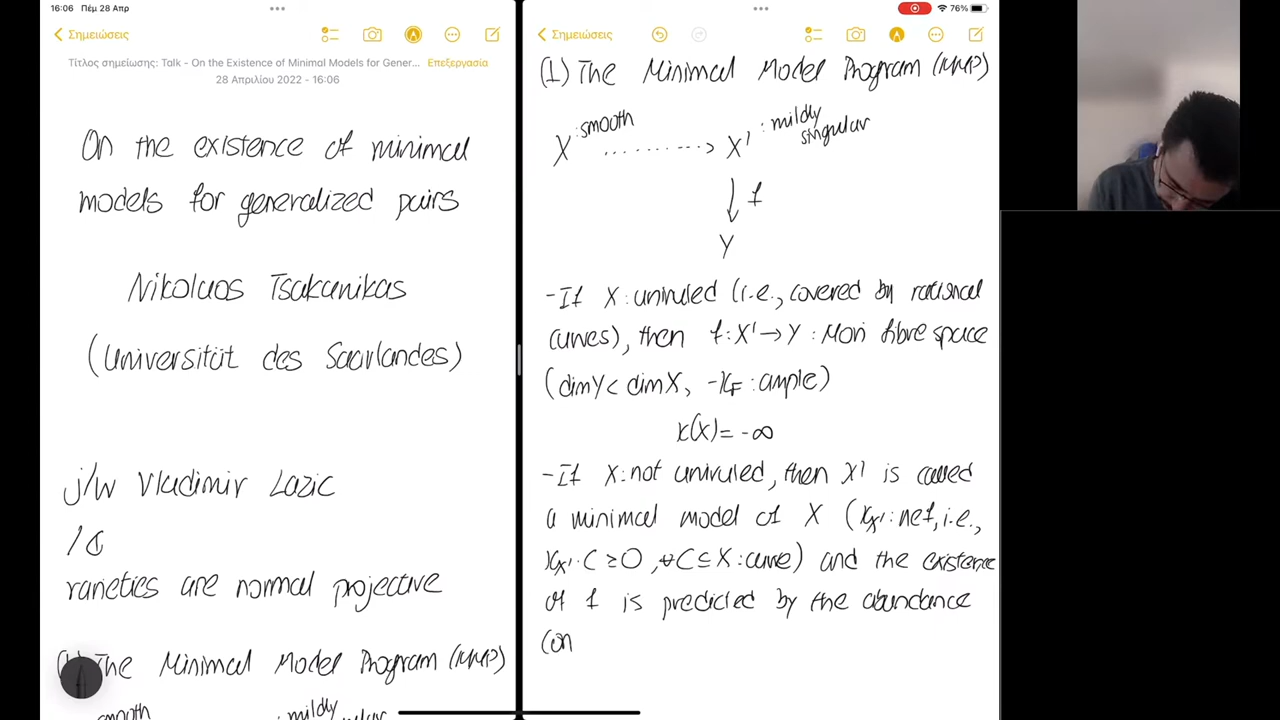 16:06 Πέμ 28 Απρ
76%
Σημειώσεις
Σημειώσεις
Τίτλος σημείωσης: Talk - On the Existence of Minimal Models for Gener...
Επεξεργασία
28 Απριλίου 2022 - 16:06
On the existence of minimal
models for generalized pairs
Nikolaos Tsakanikas
(Universität des Saarlandes)
j/w Vladimir Lazić
/ℂ
varieties are normal projective
(1) The Minimal Model Program (MMP)
smooth
: mildly
singular
(1) The Minimal Model Program (MMP)
X : smooth ⇢ X' : mildly
singular
↓ f
Y
- If X: uniruled (i.e., covered by rational
curves), then f: X' → Y : Mori fibre space
(dim Y < dim X, -K_F : ample)
κ(X) = -∞
- If X: not uniruled, then X' is called
a minimal model of X (K_X' : nef, i.e.,
K_X' · C ≥ 0, ∀ C ⊆ X : curve) and the existence
of f is predicted by the abundance
con